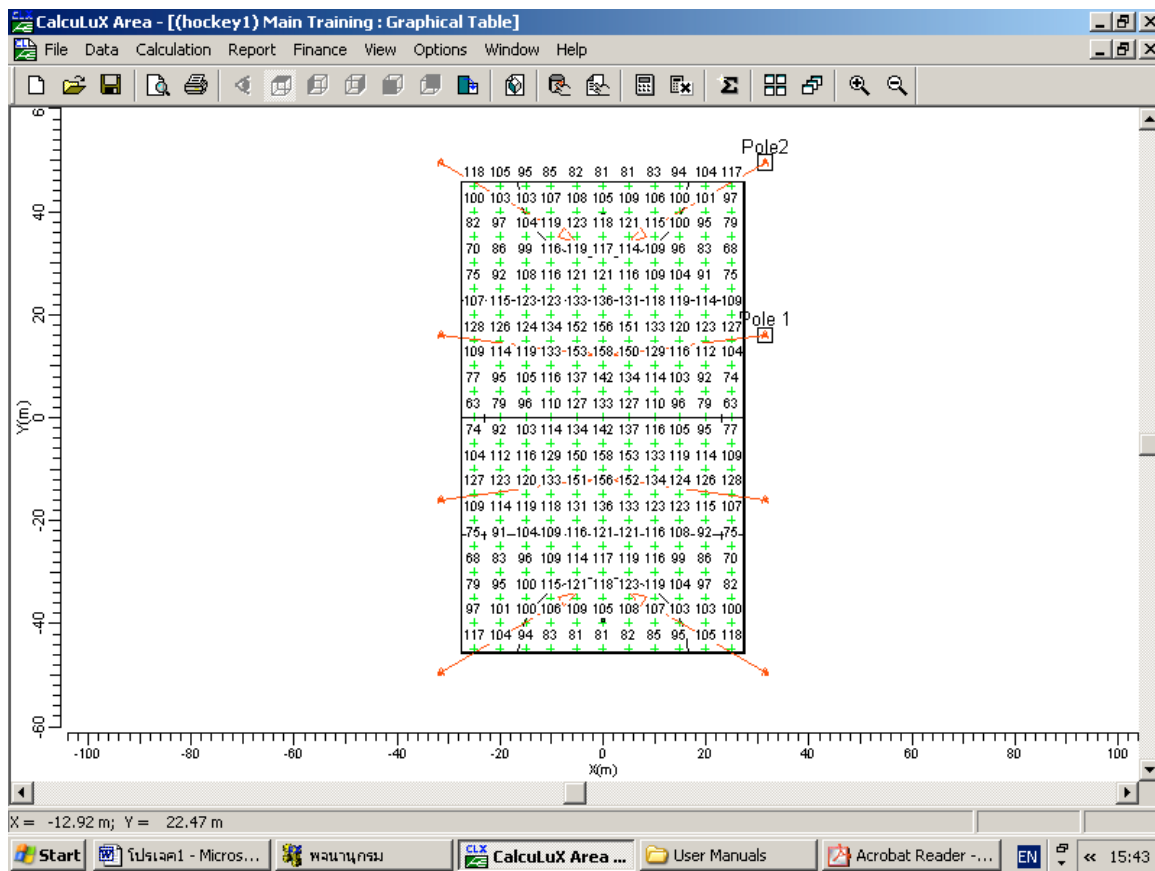 CalcuLuX Area - [(hockey1) Main Training : Graphical Table]
File Data Calculation Report Finance View Options Window Help
Pole2
118 105 95 85 82 81 81 83 94 104 117
100 103 103 107 108 105 109 106 100 101 97
82 97 104 119 123 118 121 115 100 95 79
70 86 99 116 119 117 114 109 96 83 68
75 92 108 116 121 121 116 109 104 91 75
107 115 123 123 133 136 131 118 119 114 109
Pole 1
128 126 124 134 152 156 151 133 120 123 127
109 114 119 133 153 158 150 129 116 112 104
77 95 105 116 137 142 134 114 103 92 74
63 79 96 110 127 133 127 110 96 79 63
74 92 103 114 134 142 137 116 105 95 77
104 112 116 129 150 158 153 133 119 114 109
127 123 120 133 151 156 152 134 124 126 128
109 114 119 118 131 136 133 123 123 115 107
75 91 104 109 116 121 121 116 108 92 75
68 83 96 109 114 117 119 116 99 86 70
79 95 100 115 121 118 123 119 104 97 82
97 101 100 106 109 105 108 107 103 103 100
117 104 94 83 81 81 82 85 95 105 118
40
20
0
-20
-40
-60
Y(m)
-100 -80 -60 -40 -20 0 20 40 60 80 100
X(m)
X = -12.92 m; Y = 22.47 m
Start โปรเจค1 - Micros... พจนานุกรม CalcuLuX Area ... User Manuals Acrobat Reader -... EN « 15:43